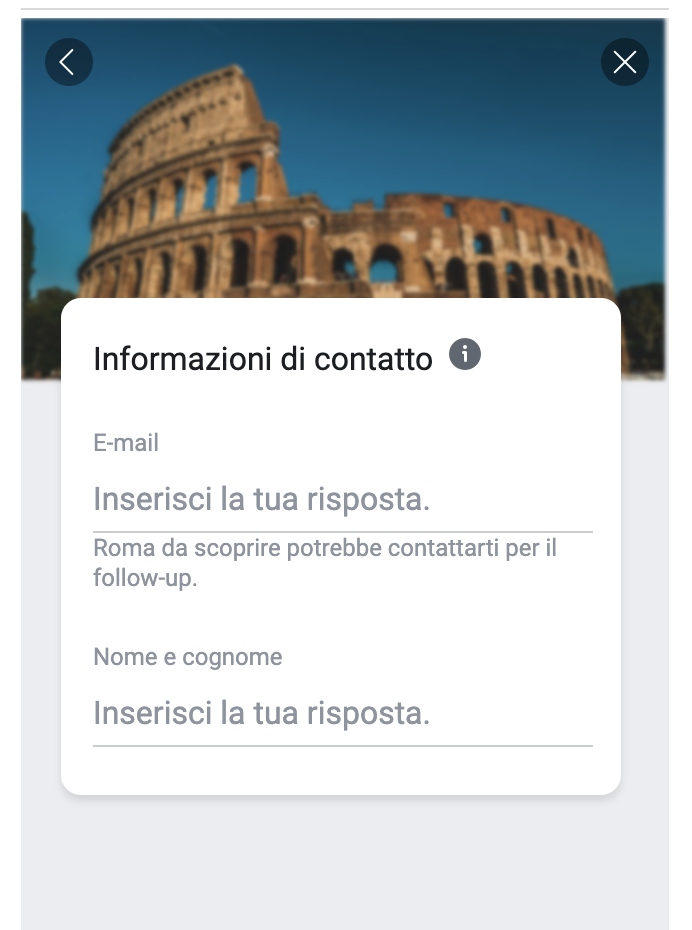 Informazioni di contatto
E-mail
Inserisci la tua risposta.
Roma da scoprire potrebbe contattarti per il
follow-up.
Nome e cognome
Inserisci la tua risposta.